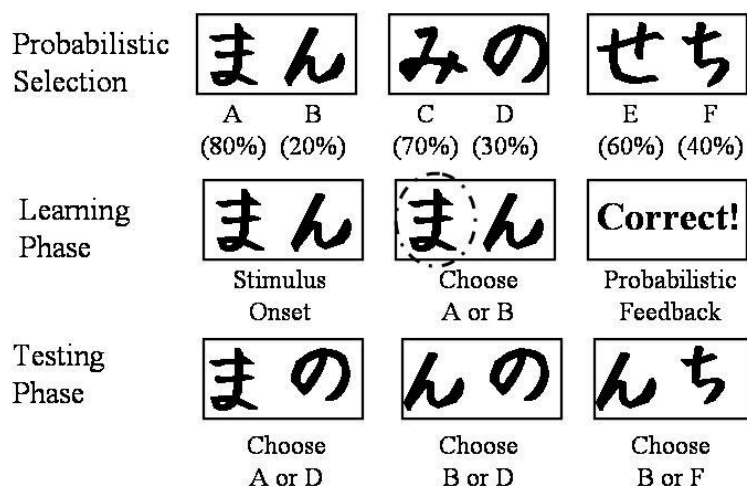 Probabilistic Selection
ま ん
み の
せ ち
A B
C D
E F
(80%) (20%)
(70%) (30%)
(60%) (40%)
Learning Phase
ま ん
ま ん
Correct!
Stimulus Onset
Choose A or B
Probabilistic Feedback
Testing Phase
ま の
ん の
ん ち
Choose A or D
Choose B or D
Choose B or F